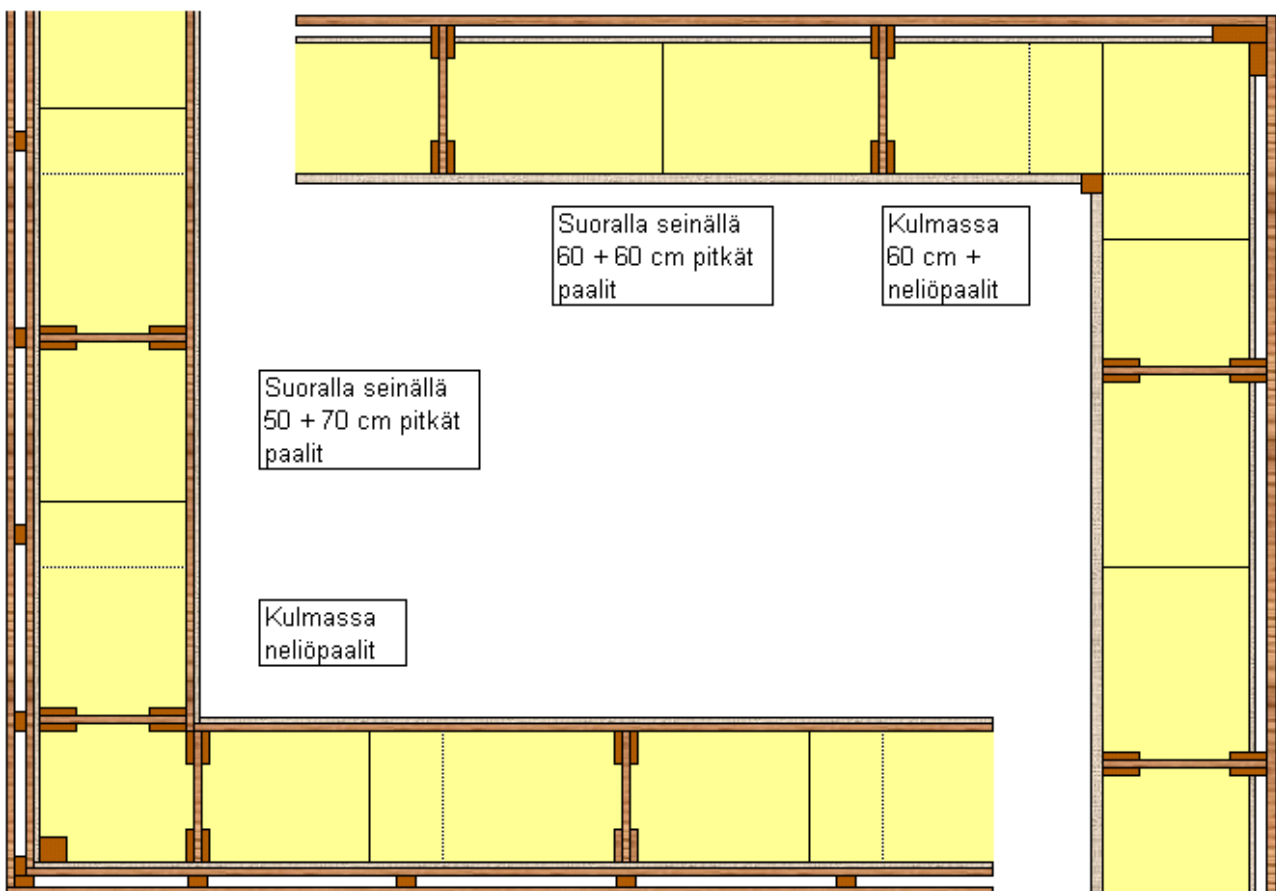 Suoralla seinällä
60 + 60 cm pitkät
paalit
Kulmassa
60 cm +
neliöpaalit
Suoralla seinällä
50 + 70 cm pitkät
paalit
Kulmassa
neliöpaalit